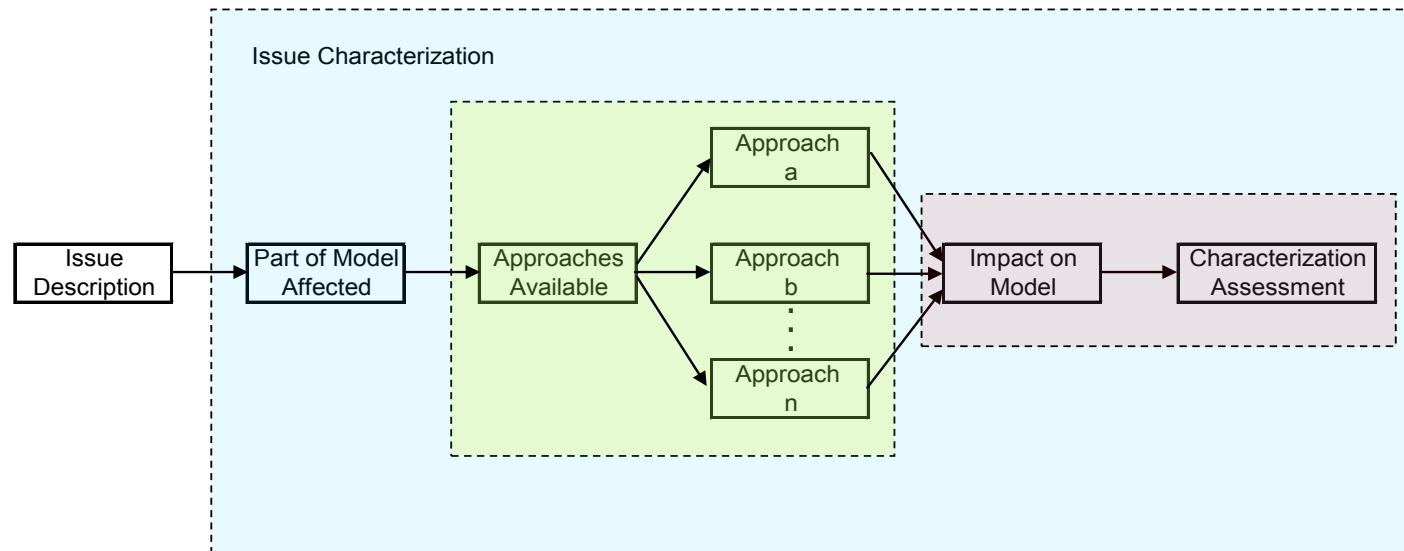 Issue Characterization
Approach
a
Issue
Description
Part of Model
Affected
Approaches
Available
Approach
b
Impact on
Model
Characterization
Assessment
Approach
n